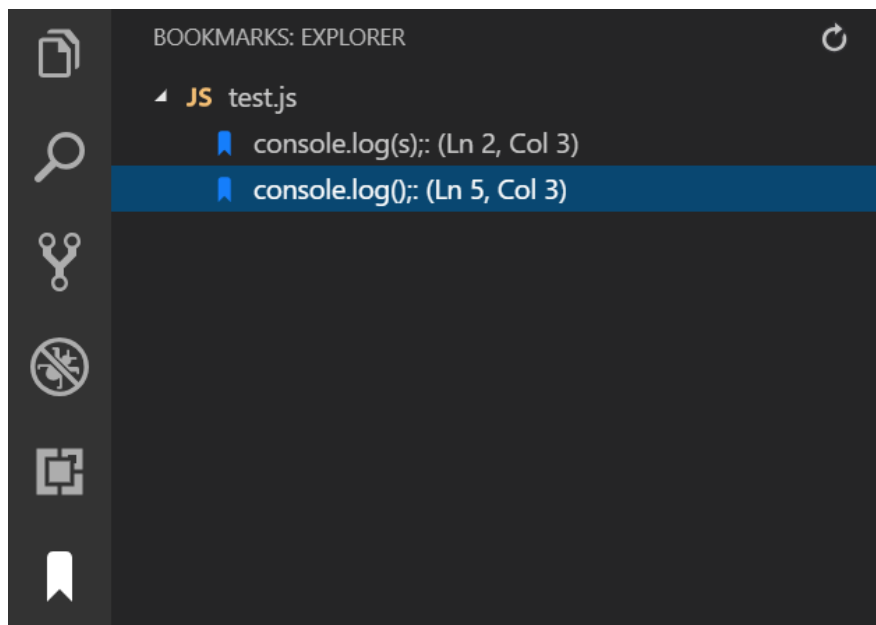 BOOKMARKS: EXPLORER
JS test.js
console.log(s);: (Ln 2, Col 3)
console.log();: (Ln 5, Col 3)